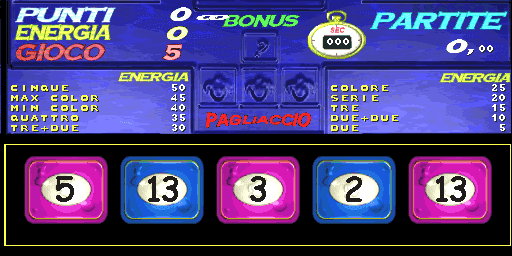 PUNTI 0
ENERGIA 0
GIOCO 5
BONUS
SEC
000
PARTITE
0,00
ENERGIA
CINQUE 50
MAX COLOR 45
MIN COLOR 40
QUATTRO 35
TRE+DUE 30
PAGLIACCIO
ENERGIA
COLORE 25
SERIE 20
TRE 15
DUE+DUE 10
DUE 5
5 13 3 2 13